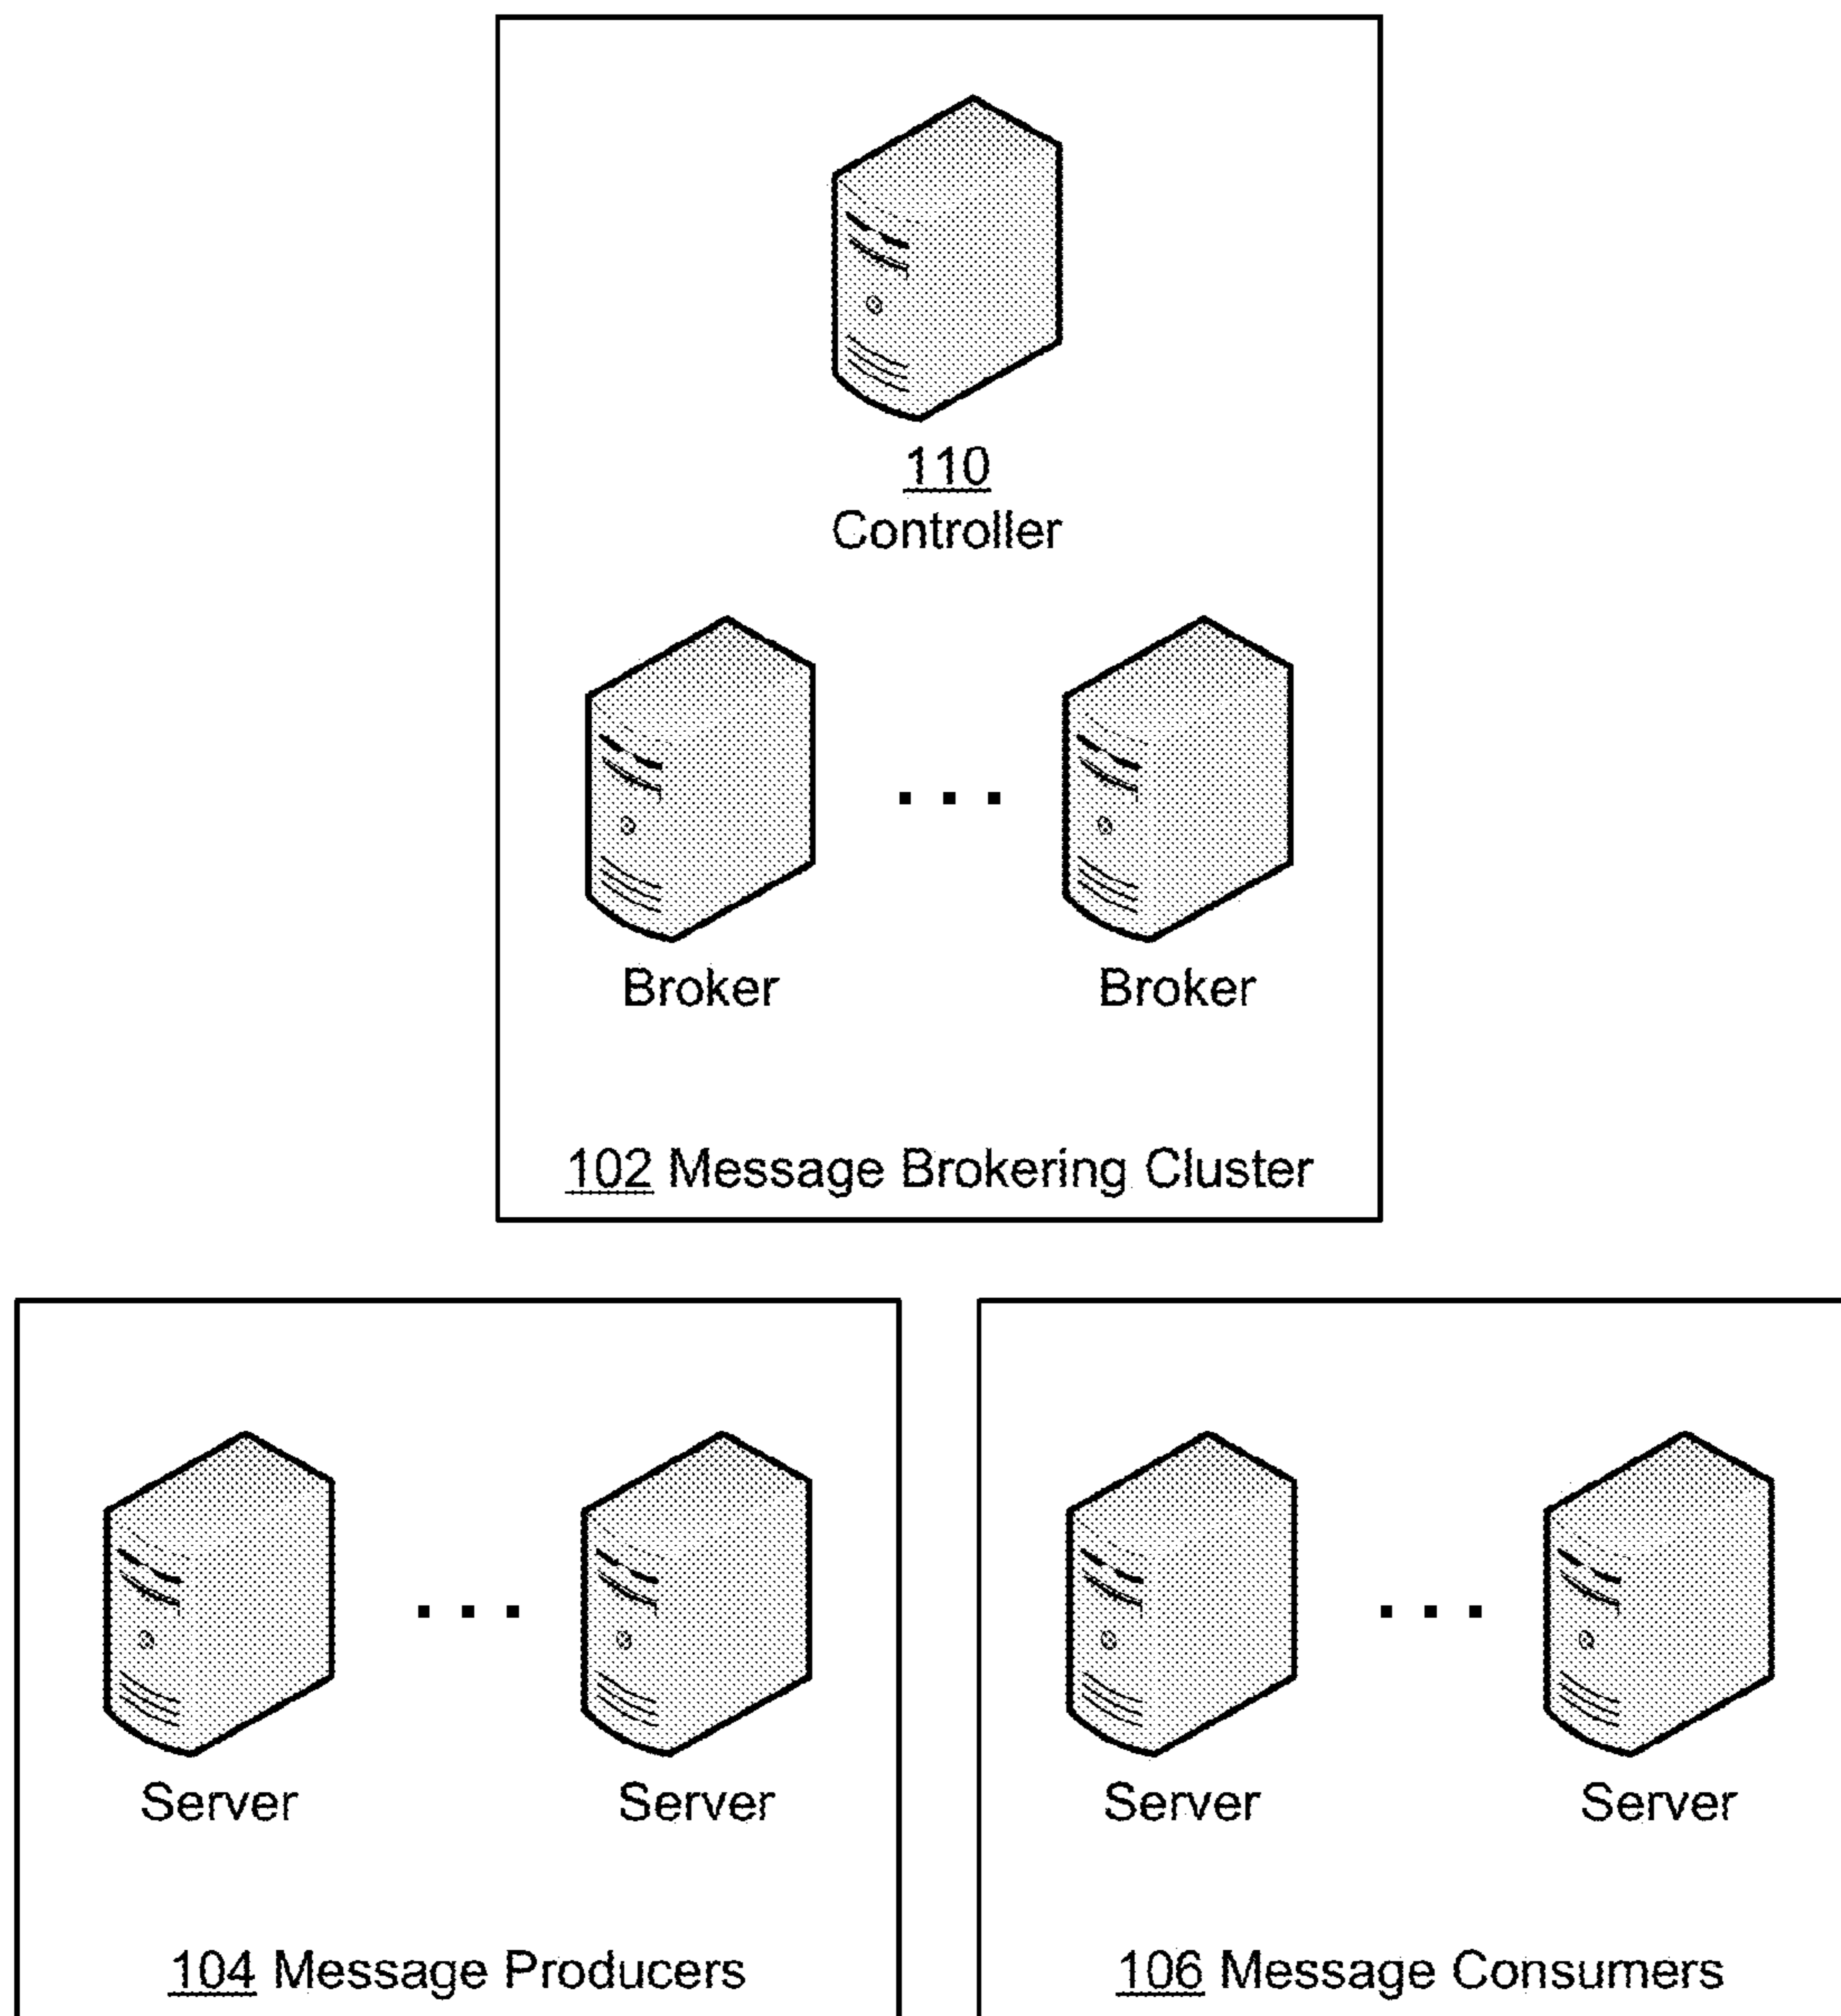 110
Controller
Broker
Broker
102 Message Brokering Cluster
Server
Server
104 Message Producers
Server
Server
106 Message Consumers